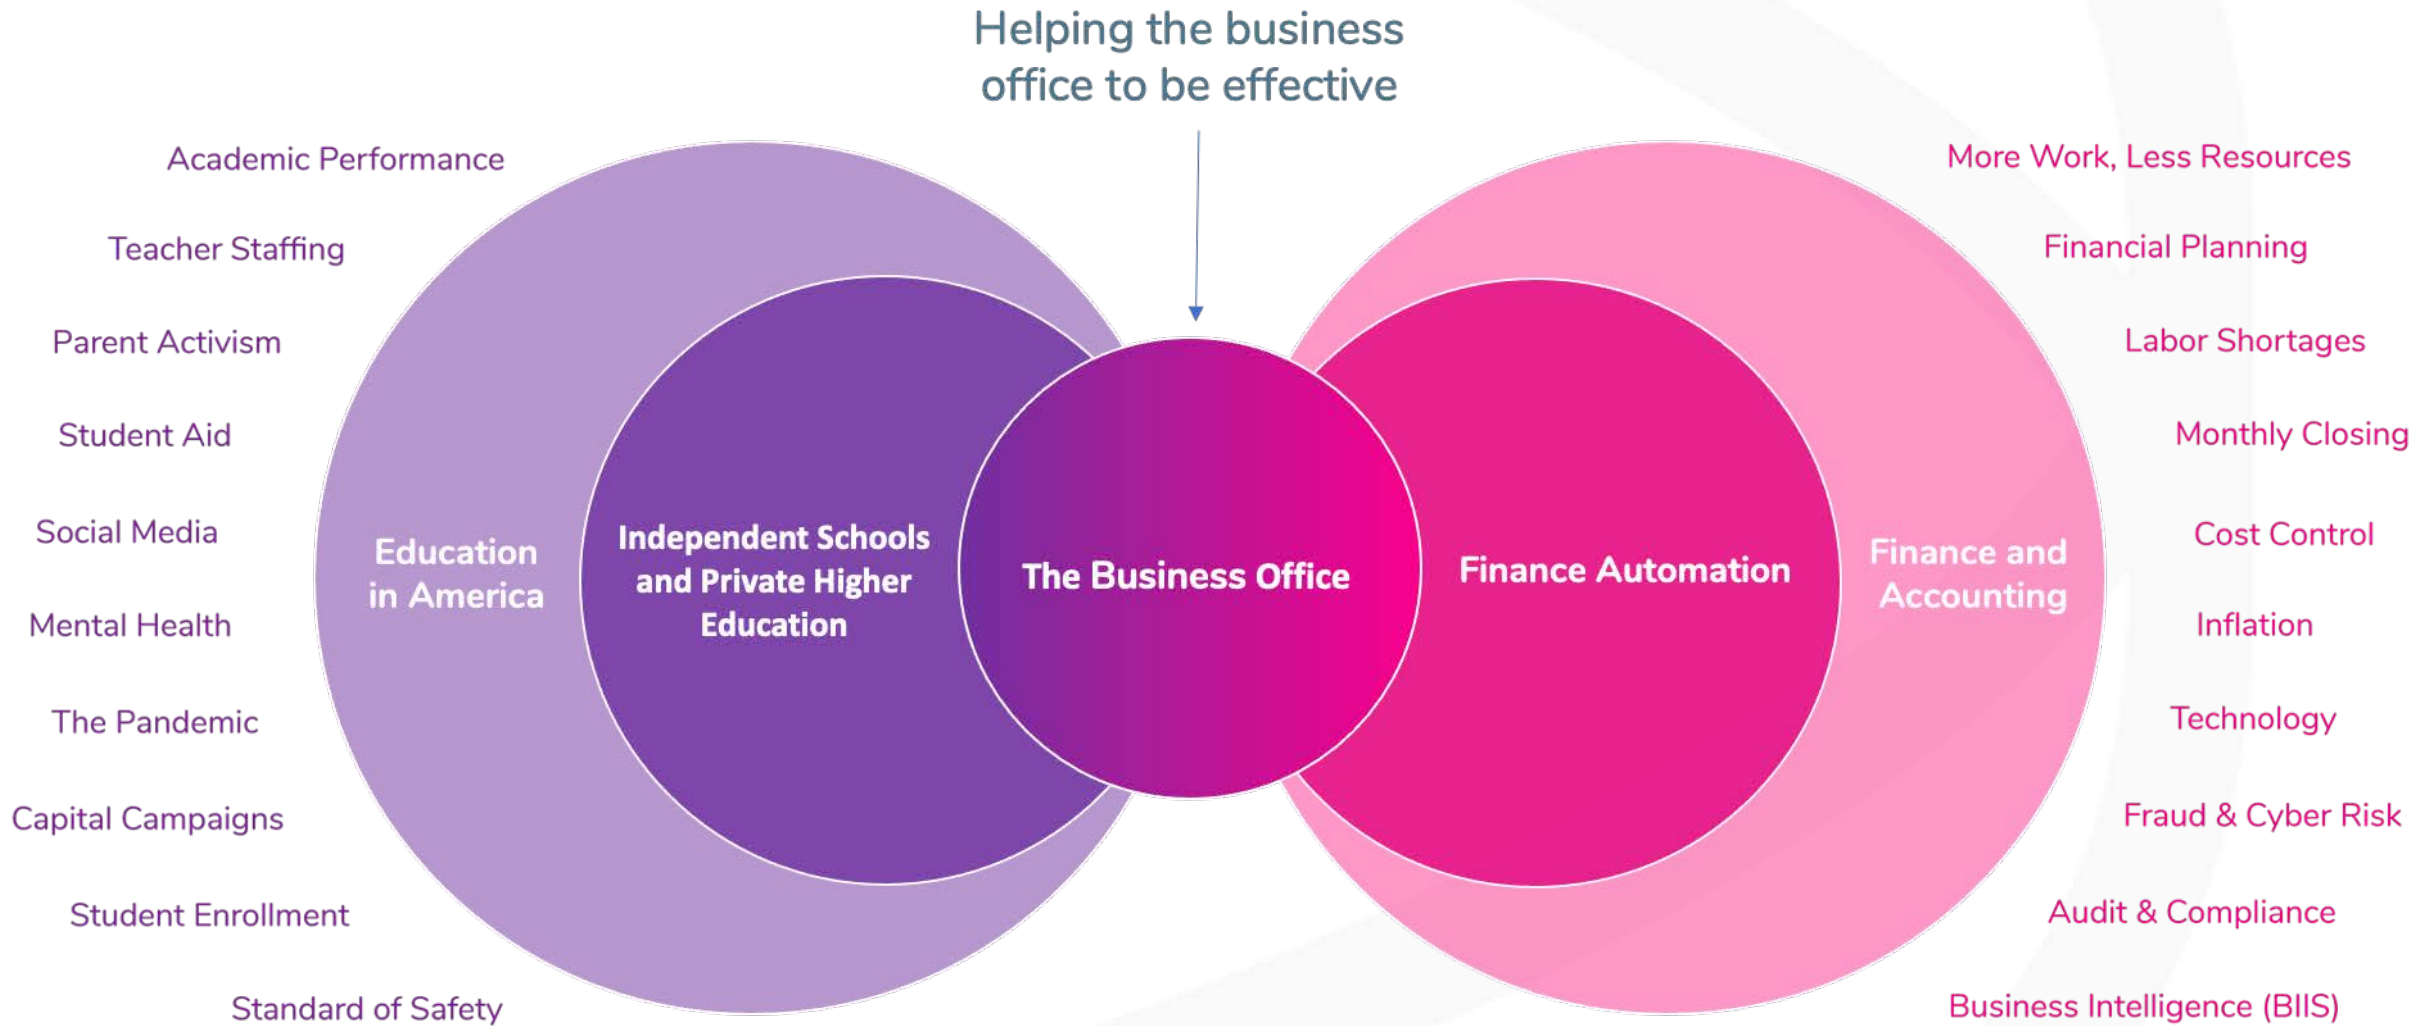 Helping the business
office to be effective
Academic Performance
Teacher Staffing
Parent Activism
Student Aid
Social Media
Mental Health
The Pandemic
Capital Campaigns
Student Enrollment
Standard of Safety
Education
in America
Independent Schools
and Private Higher
Education
The Business Office
Finance Automation
Finance and
Accounting
More Work, Less Resources
Financial Planning
Labor Shortages
Monthly Closing
Cost Control
Inflation
Technology
Fraud & Cyber Risk
Audit & Compliance
Business Intelligence (BIIS)